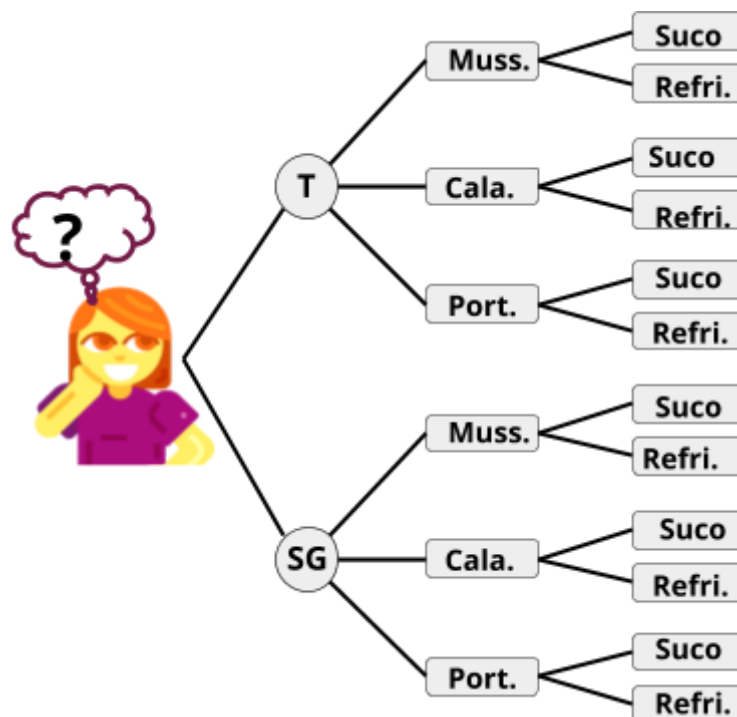 Suco
Muss.
Refri.
Suco
T
Cala.
Refri.
?
Suco
Port.
Refri.
Suco
Muss.
Refri.
Suco
SG
Cala.
Refri.
Suco
Port.
Refri.